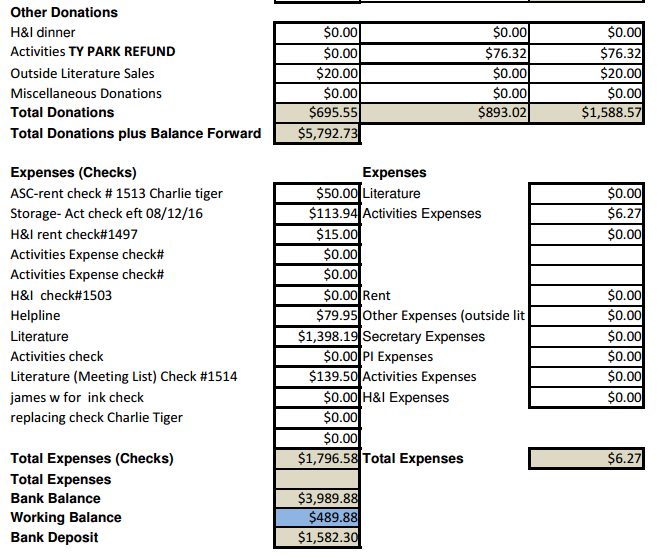 Other Donations
H&I dinner $0.00 $0.00 $0.00
Activities TY PARK REFUND $0.00 $76.32 $76.32
Outside Literature Sales $20.00 $0.00 $20.00
Miscellaneous Donations $0.00 $0.00 $0.00
Total Donations $695.55 $893.02 $1,588.57
Total Donations plus Balance Forward $5,792.73
Expenses (Checks) Expenses
ASC-rent check # 1513 Charlie tiger $50.00 Literature $0.00
Storage- Act check eft 08/12/16 $113.94 Activities Expenses $6.27
H&I rent check#1497 $15.00 $0.00
Activities Expense check# $0.00
Activities Expense check# $0.00
H&I check#1503 $0.00 Rent $0.00
Helpline $79.95 Other Expenses (outside lit $0.00
Literature $1,398.19 Secretary Expenses $0.00
Activities check $0.00 PI Expenses $0.00
Literature (Meeting List) Check #1514 $139.50 Activities Expenses $0.00
james w for ink check $0.00 H&I Expenses $0.00
replacing check Charlie Tiger $0.00
$0.00
Total Expenses (Checks) $1,796.58 Total Expenses $6.27
Total Expenses
Bank Balance $3,989.88
Working Balance $489.88
Bank Deposit $1,582.30